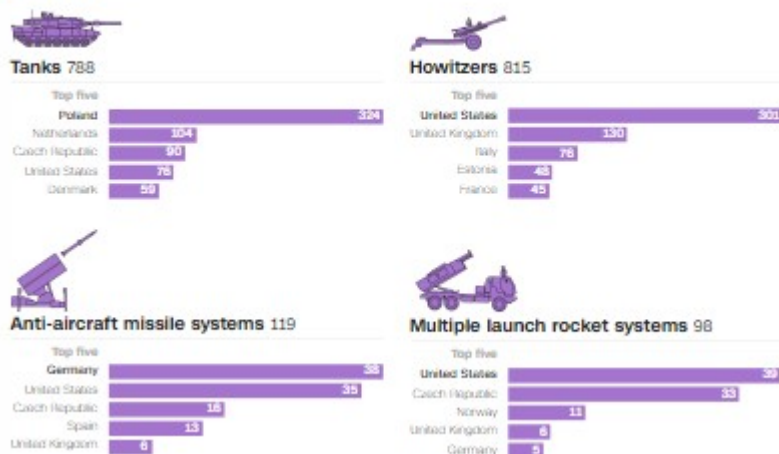 Tanks 788
Top five
Poland 324
Netherlands 104
Czech Republic 90
United States 76
Denmark 59
Howitzers 815
Top five
United States 301
United Kingdom 130
Italy 76
Estonia 48
France 45
Anti-aircraft missile systems 119
Top five
Germany 38
United States 35
Czech Republic 16
Spain 13
United Kingdom 6
Multiple launch rocket systems 98
Top five
United States 39
Czech Republic 33
Norway 11
United Kingdom 6
Germany 5